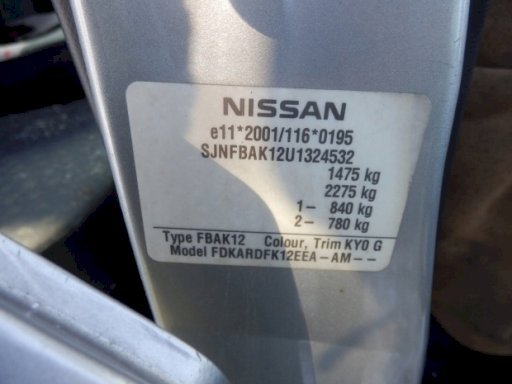 NISSAN
e11*2001/116*0195
SJNFBAK12U1324532
1475 kg
2275 kg
1- 840 kg
2- 780 kg
Type FBAK12 Colour, Trim KY0 G
Model FDKARDFK12EEA-AM--